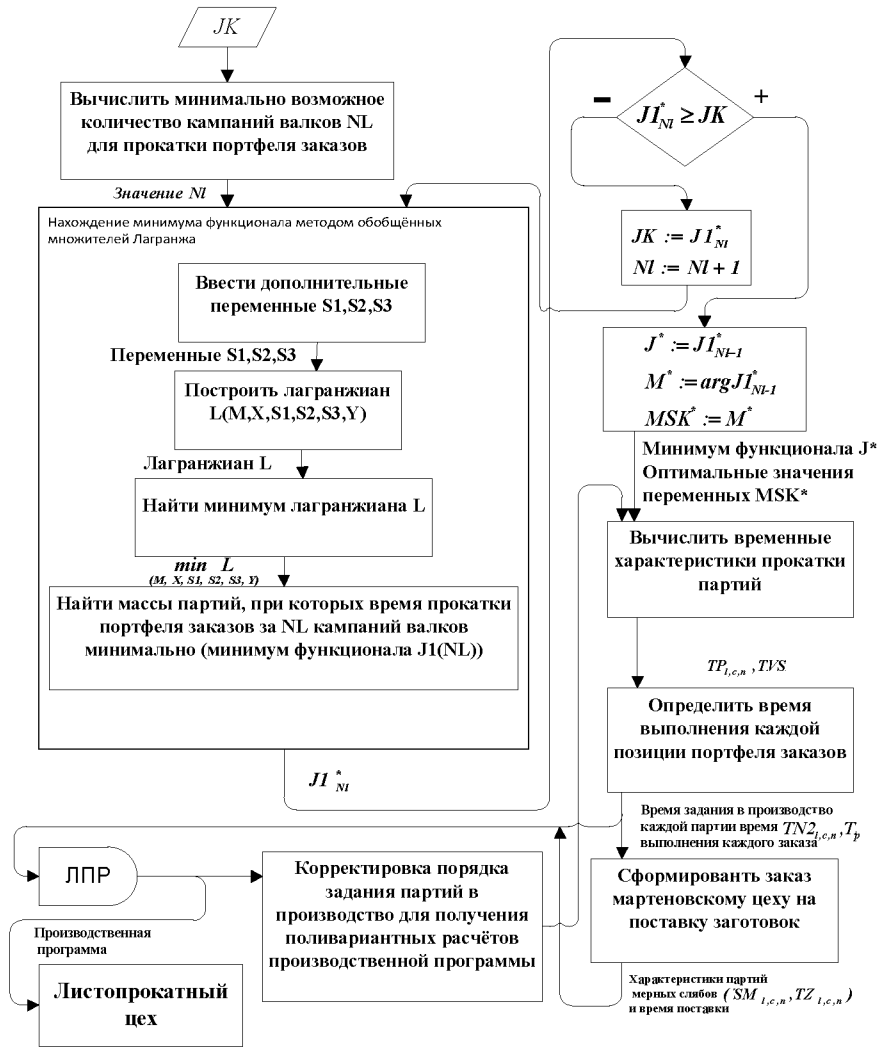 JK
Вычислить минимально возможное
количество кампаний валков NL
для прокатки портфеля заказов
Значение Nl
Нахождение минимума функционала методом обобщённых
множителей Лагранжа
Ввести дополнительные
переменные S1,S2,S3
Переменные S1,S2,S3
Построить лагранжиан
L(M,X,S1,S2,S3,Y)
Лагранжиан L
Найти минимум лагранжиана L
min L
(M, X, S1, S2, S3, Y)
Найти массы партий, при которых время прокатки
портфеля заказов за NL кампаний валков
минимально (минимум функционала J1(NL))
J1*Nl
J1*Nl ≥ JK
–
+
JK := J1*Nl
Nl := Nl + 1
J* := J1*Nl–1
M* := argJ1*Nl-1
MSK* := M*
Минимум функционала J*
Оптимальные значения
переменных MSK*
Вычислить временные
характеристики прокатки
партий
TPl,c,n , TVS
Определить время
выполнения каждой
позиции портфеля заказов
Время задания в производство
каждой партии время TN2l,c,n , Tp
выполнения каждого заказа
Сформированть заказ
мартеновскому цеху на
поставку заготовок
Характеристики партий
мерных слябов ( SM l,c,n , TZ l,c,n )
и время поставки
ЛПР
Корректировка порядка
задания партий в
производство для получения
поливариантных расчётов
производственной программы
Производственная
программа
Листопрокатный
цех